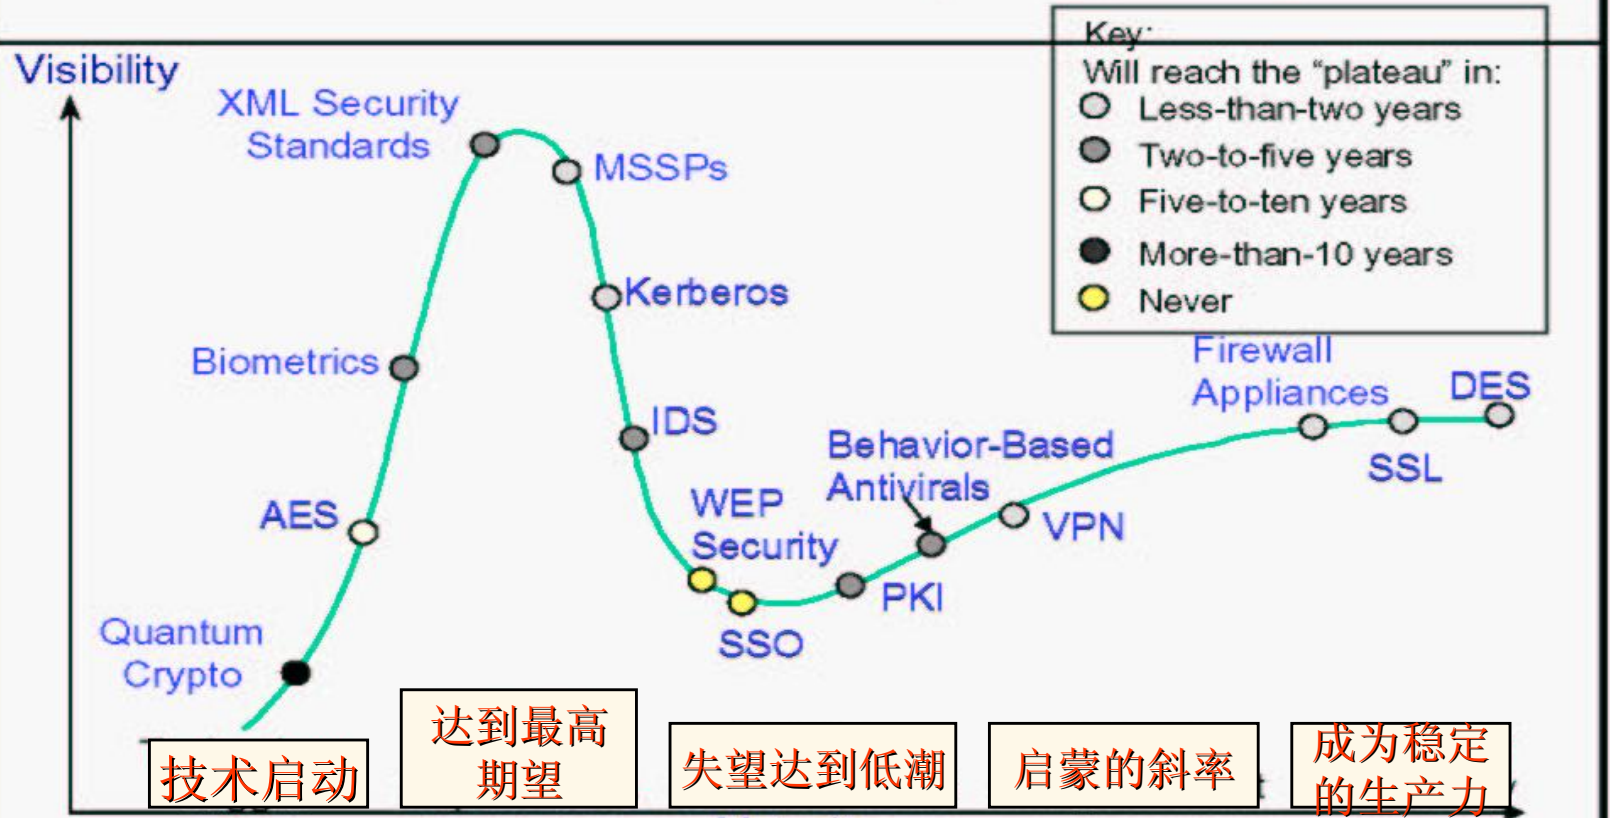 Visibility
XML Security
Standards
MSSPs
Kerberos
Biometrics
IDS
AES
WEP
Security
Quantum
Crypto
SSO
Behavior-Based
Antivirals
PKI
VPN
Firewall
Appliances
SSL
DES
Key:
Will reach the “plateau” in:
Less-than-two years
Two-to-five years
Five-to-ten years
More-than-10 years
Never
技术启动
达到最高
期望
失望达到低潮
启蒙的斜率
成为稳定
的生产力